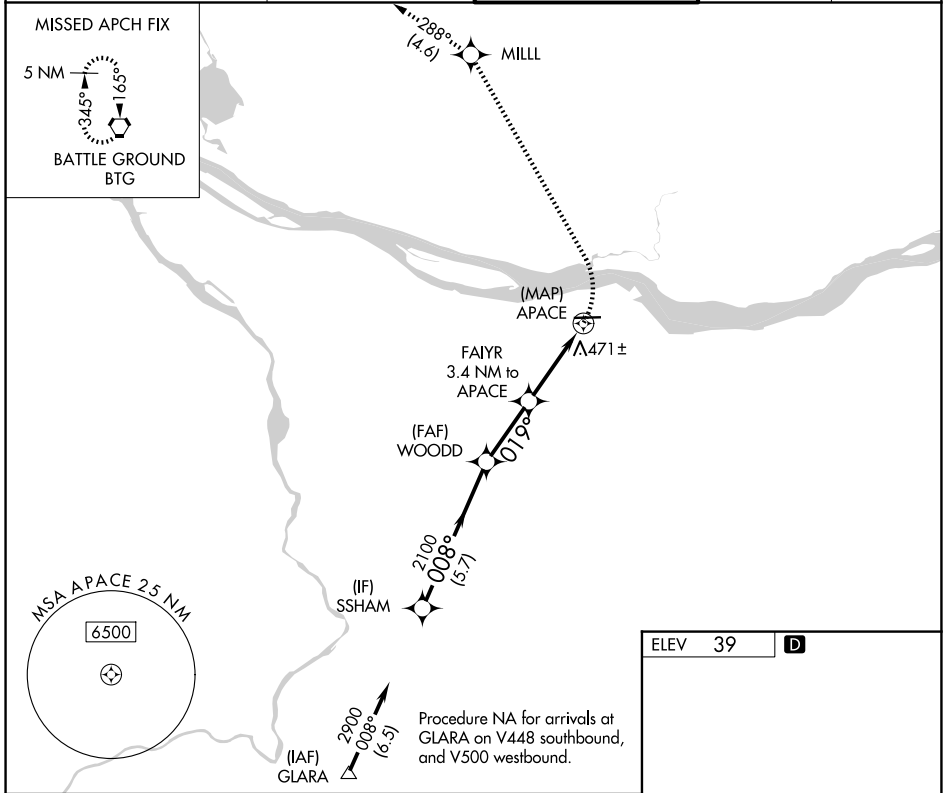 MISSED APCH FIX
5 NM
345°
165°
BATTLE GROUND
BTG
288°
(4.6)
MILLL
(MAP)
APACE
471±
FAIYR
3.4 NM to
APACE
(FAF)
WOODD
019°
2100
008°
(5.7)
(IF)
SSHAM
MSA APACE 25 NM
6500
2900
008°
(6.5)
(IAF)
GLARA
Procedure NA for arrivals at
GLARA on V448 southbound,
and V500 westbound.
ELEV 39 D